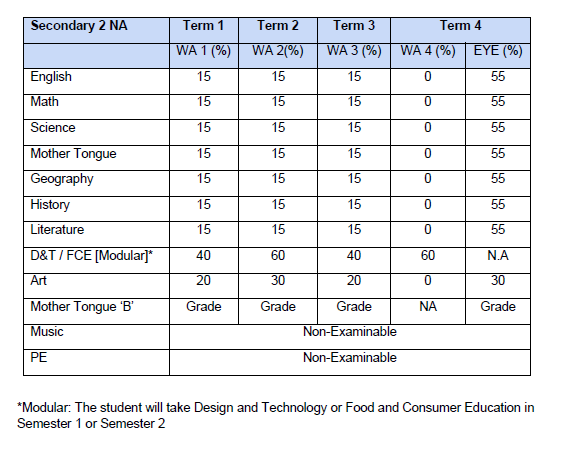 Secondary 2 NA Term 1 Term 2 Term 3 Term 4
WA 1 (%) WA 2(%) WA 3 (%) WA 4 (%) EYE (%)
English 15 15 15 0 55
Math 15 15 15 0 55
Science 15 15 15 0 55
Mother Tongue 15 15 15 0 55
Geography 15 15 15 0 55
History 15 15 15 0 55
Literature 15 15 15 0 55
D&T / FCE [Modular]* 40 60 40 60 N.A
Art 20 30 20 0 30
Mother Tongue ‘B’ Grade Grade Grade NA Grade
Music Non-Examinable
PE Non-Examinable
*Modular: The student will take Design and Technology or Food and Consumer Education in
Semester 1 or Semester 2